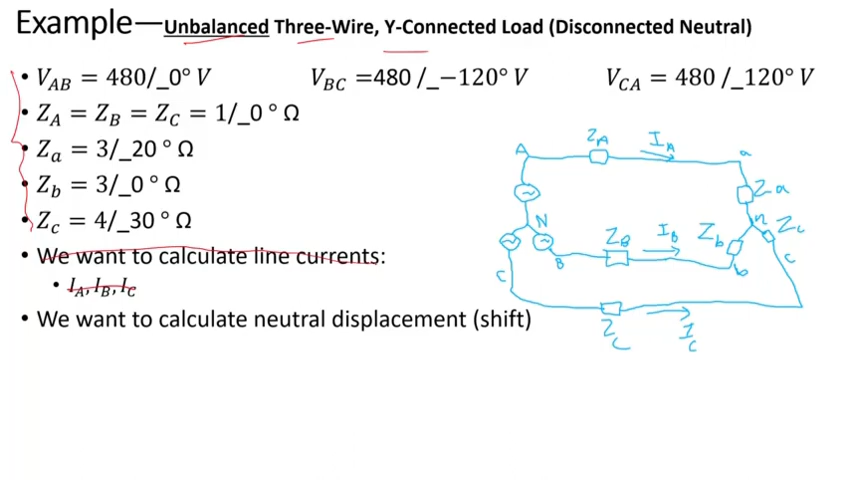 Example—Unbalanced Three-Wire, Y-Connected Load (Disconnected Neutral)
• V_AB = 480/_0° V V_BC =480 /_−120° V V_CA = 480 /_120° V
• Z_A = Z_B = Z_C = 1/_0 ° Ω
• Z_a = 3/_20 ° Ω
• Z_b = 3/_0 ° Ω
• Z_c = 4/_30 ° Ω
• We want to calculate line currents:
• I_A, I_B, I_C
• We want to calculate neutral displacement (shift)
A Z_A I_A a
Z_a
N n Z_c
Z_B I_B Z_b c
B b
C
Z_C I_C